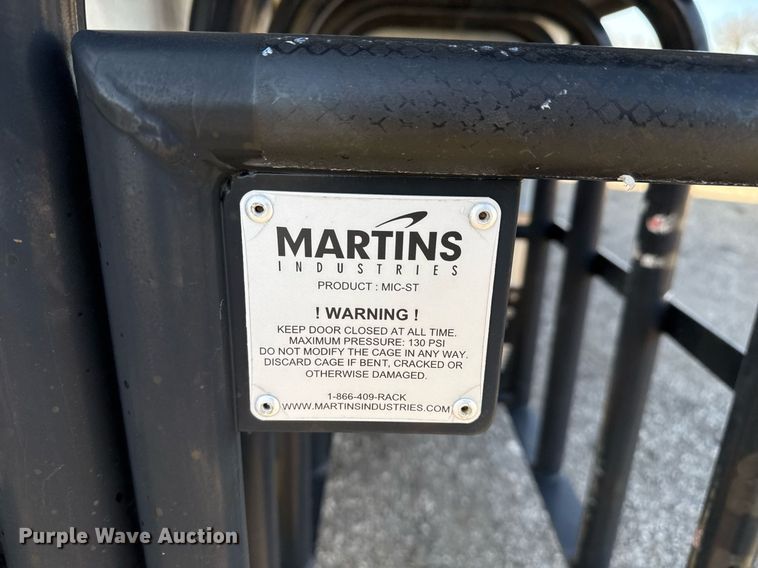 MARTINS
INDUSTRIES
PRODUCT : MIC-ST
! WARNING !
KEEP DOOR CLOSED AT ALL TIME.
MAXIMUM PRESSURE: 130 PSI
DO NOT MODIFY THE CAGE IN ANY WAY.
DISCARD CAGE IF BENT, CRACKED OR
OTHERWISE DAMAGED.
1-866-409-RACK
WWW.MARTINSINDUSTRIES.COM
Purple Wave Auction